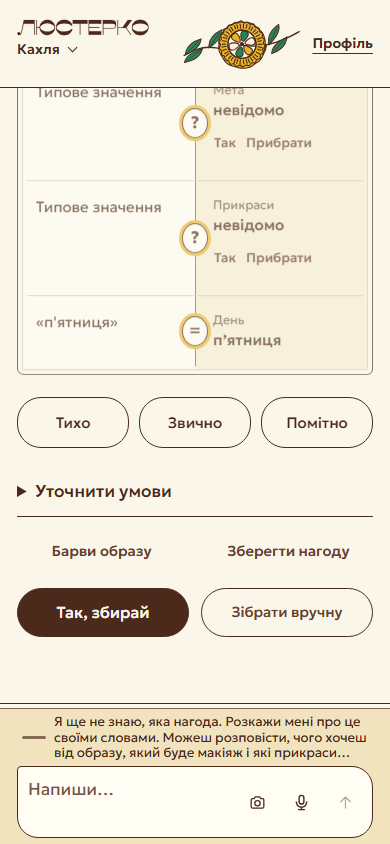 ЛЮСТЕРКО
Кахля
Профіль
Типове значення
Мета
?
невідомо
Так Прибрати
Типове значення
Прикраси
?
невідомо
Так Прибрати
«п'ятниця»
День
=
п’ятниця
Тихо
Звично
Помітно
Уточнити умови
Барви образу
Зберегти нагоду
Так, збирай
Зібрати вручну
Я ще не знаю, яка нагода. Розкажи мені про це
своїми словами. Можеш розповісти, чого хочеш
від образу, який буде макіяж і які прикраси…
Напиши…